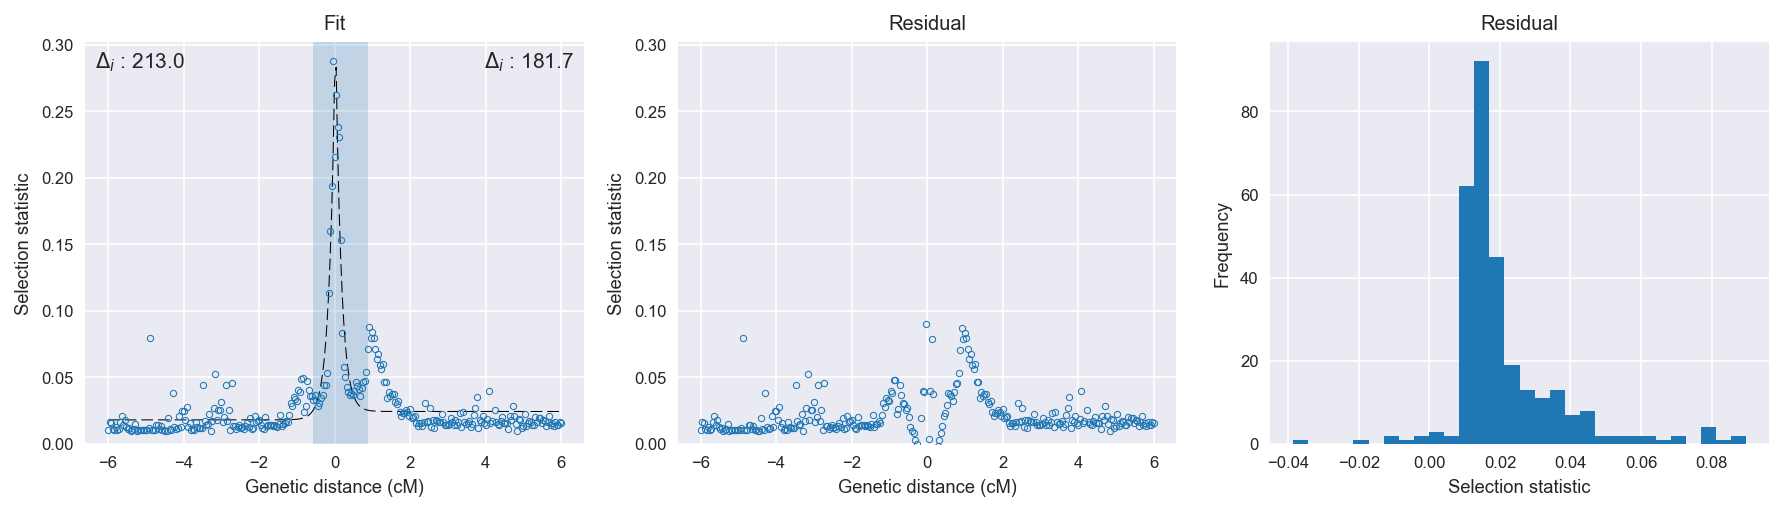 Fit
Δi : 213.0
Δi : 181.7
0.30
0.25
0.20
0.15
0.10
0.05
0.00
Selection statistic
−6 −4 −2 0 2 4 6
Genetic distance (cM)
Residual
0.30
0.25
0.20
0.15
0.10
0.05
0.00
Selection statistic
−6 −4 −2 0 2 4 6
Genetic distance (cM)
Residual
80
60
40
20
0
Frequency
−0.04 −0.02 0.00 0.02 0.04 0.06 0.08
Selection statistic